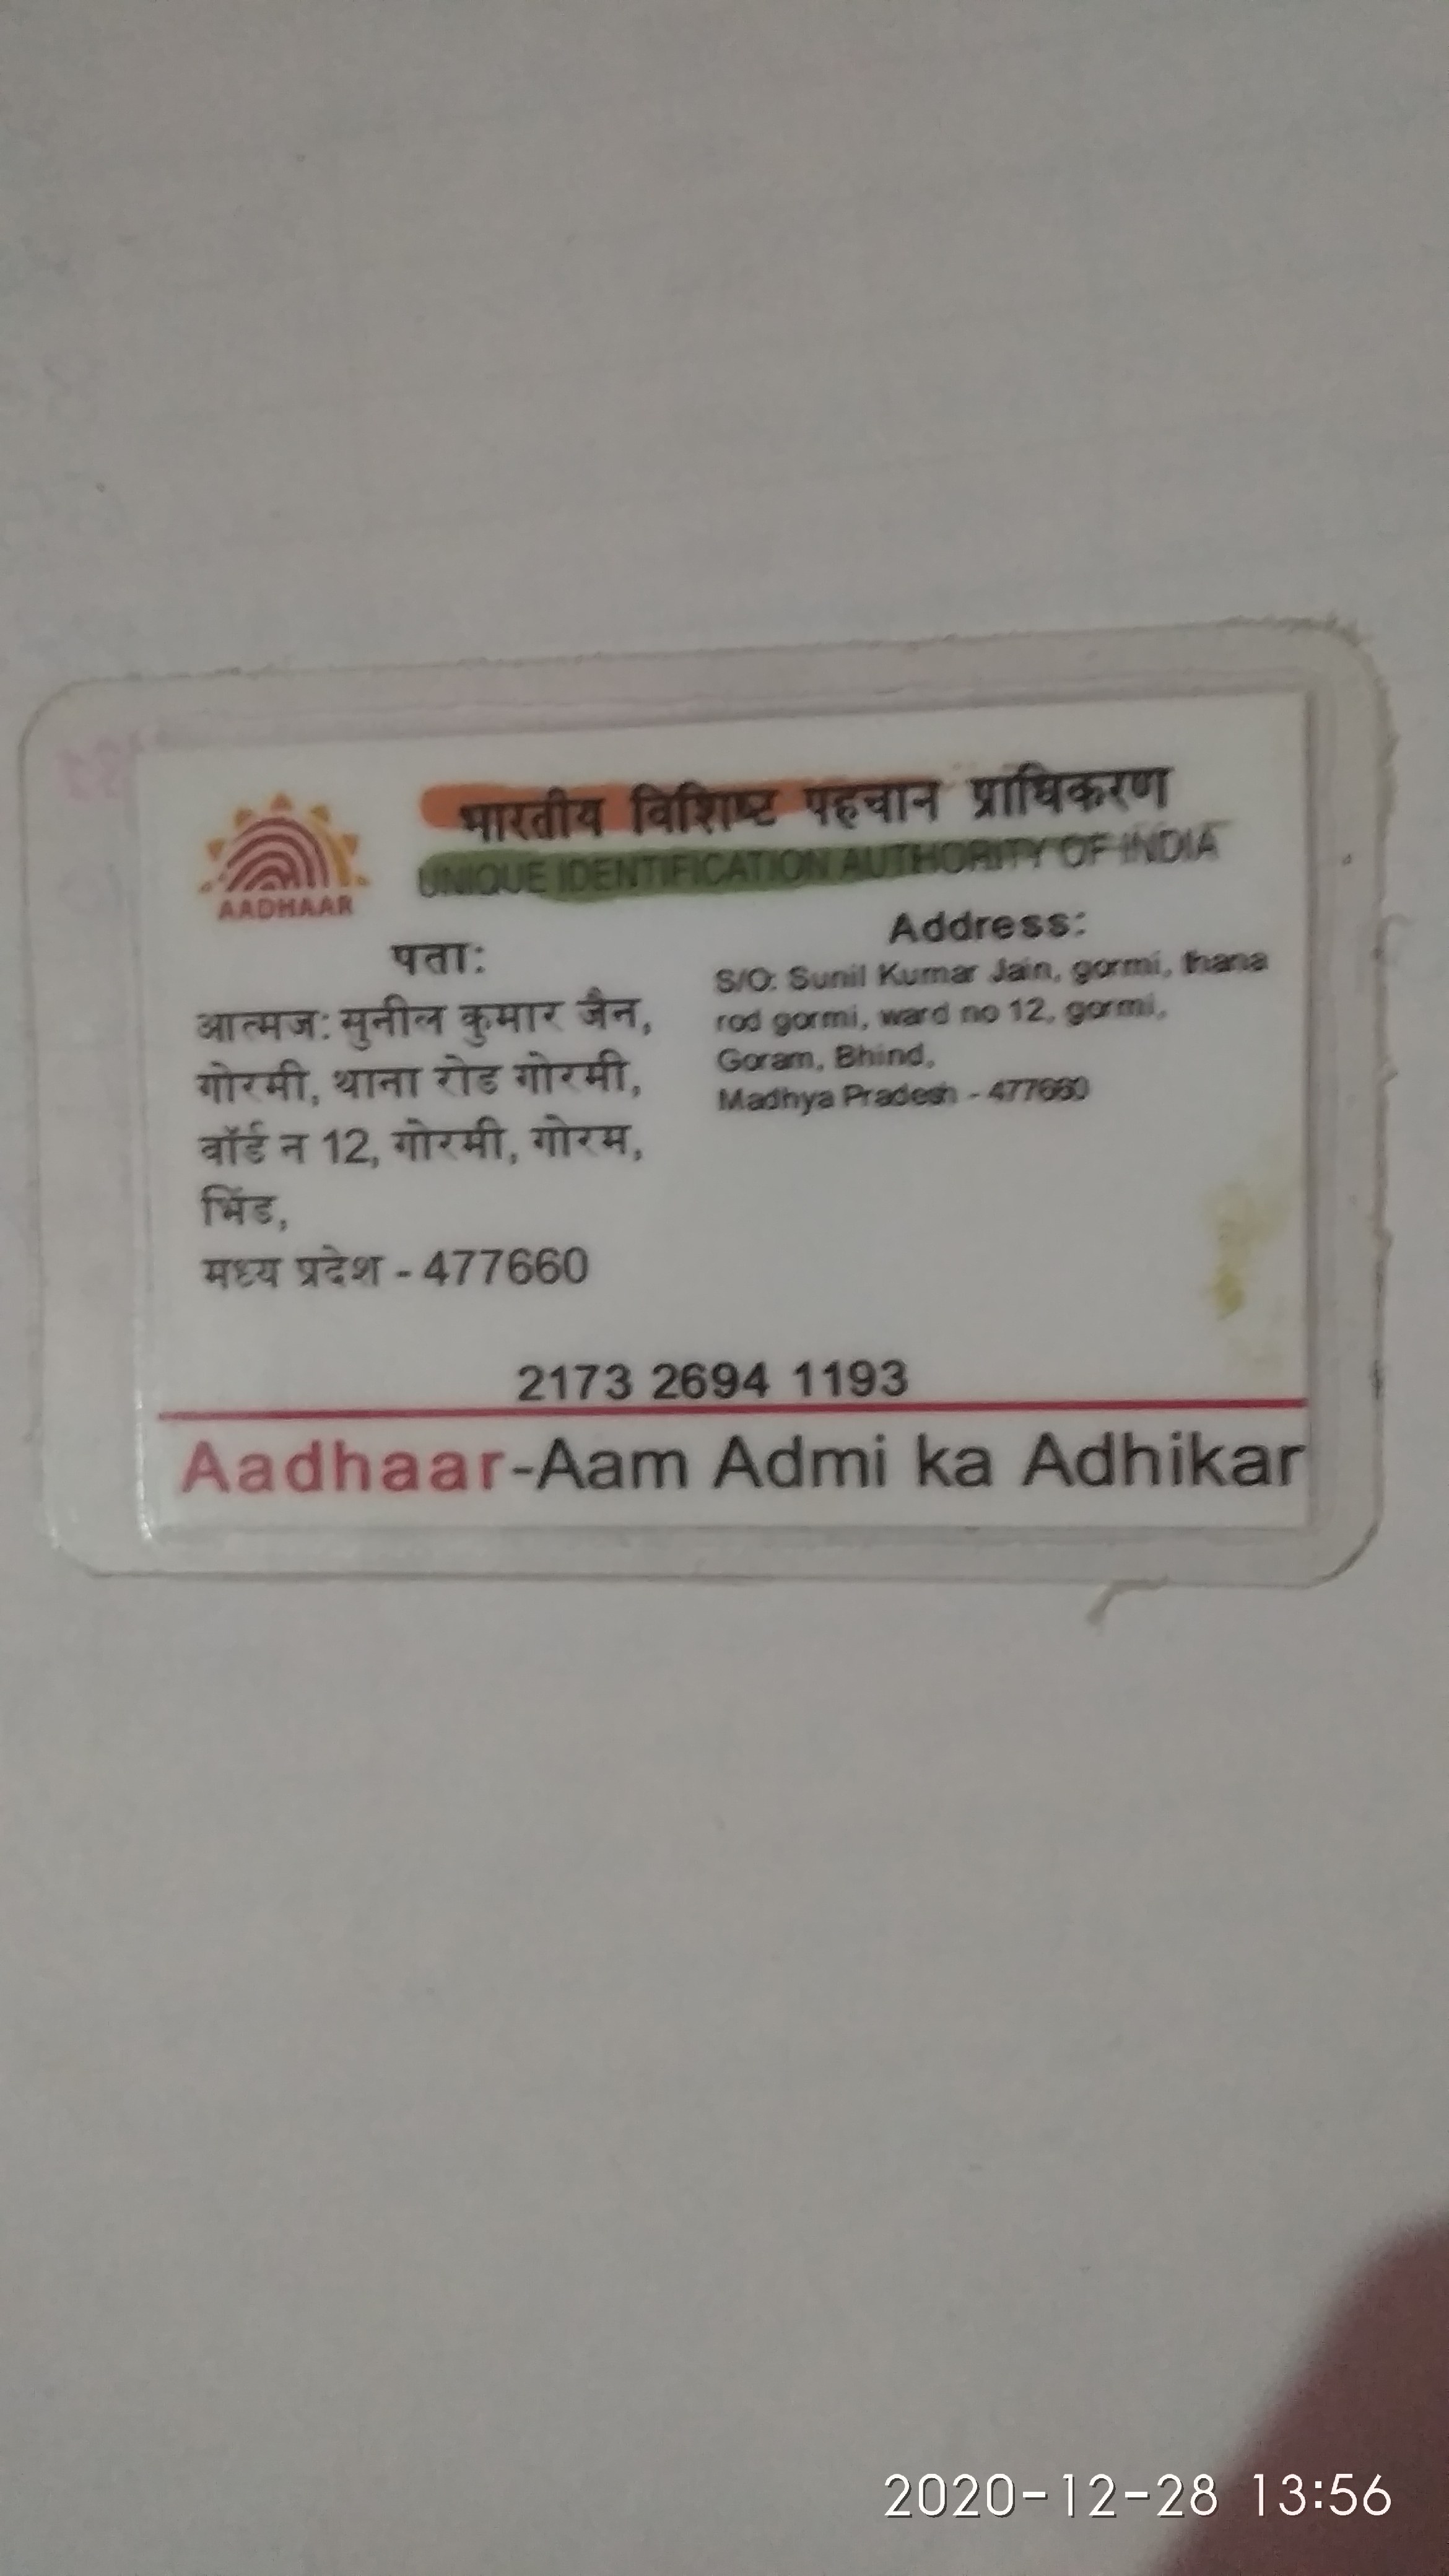 भारतीय विशिष्ट पहचान प्राधिकरण
UNIQUE IDENTIFICATION AUTHORITY OF INDIA
AADHAAR
पता:
आत्मज: सुनील कुमार जैन,
गोरमी, थाना रोड गोरमी,
वॉर्ड न 12, गोरमी, गोरम,
भिंड,
मध्य प्रदेश - 477660
Address:
S/O: Sunil Kumar Jain, gormi, thana
rod gormi, ward no 12, gormi,
Goram, Bhind,
Madhya Pradesh - 477660
2173 2694 1193
Aadhaar-Aam Admi ka Adhikar
2020-12-28 13:56